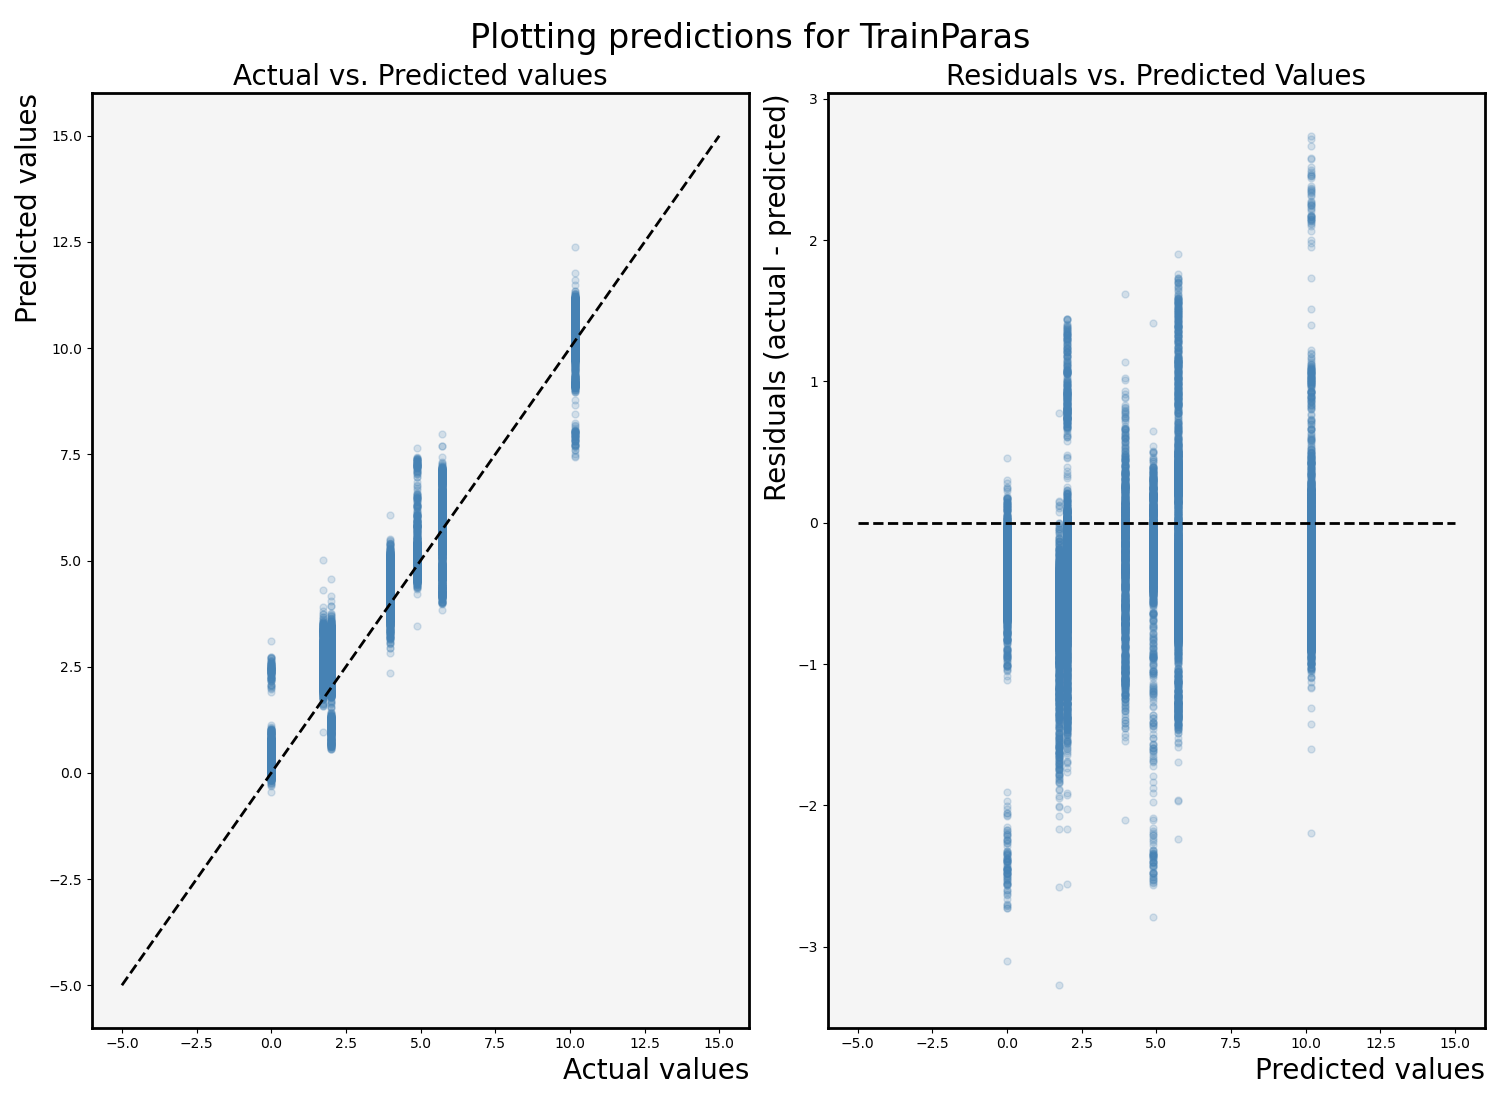 Plotting predictions for TrainParas
Actual vs. Predicted values
Predicted values
15.0
12.5
10.0
7.5
5.0
2.5
0.0
−2.5
−5.0
−5.0 −2.5 0.0 2.5 5.0 7.5 10.0 12.5 15.0
Actual values
Residuals vs. Predicted Values
Residuals (actual - predicted)
3
2
1
0
−1
−2
−3
−5.0 −2.5 0.0 2.5 5.0 7.5 10.0 12.5 15.0
Predicted values